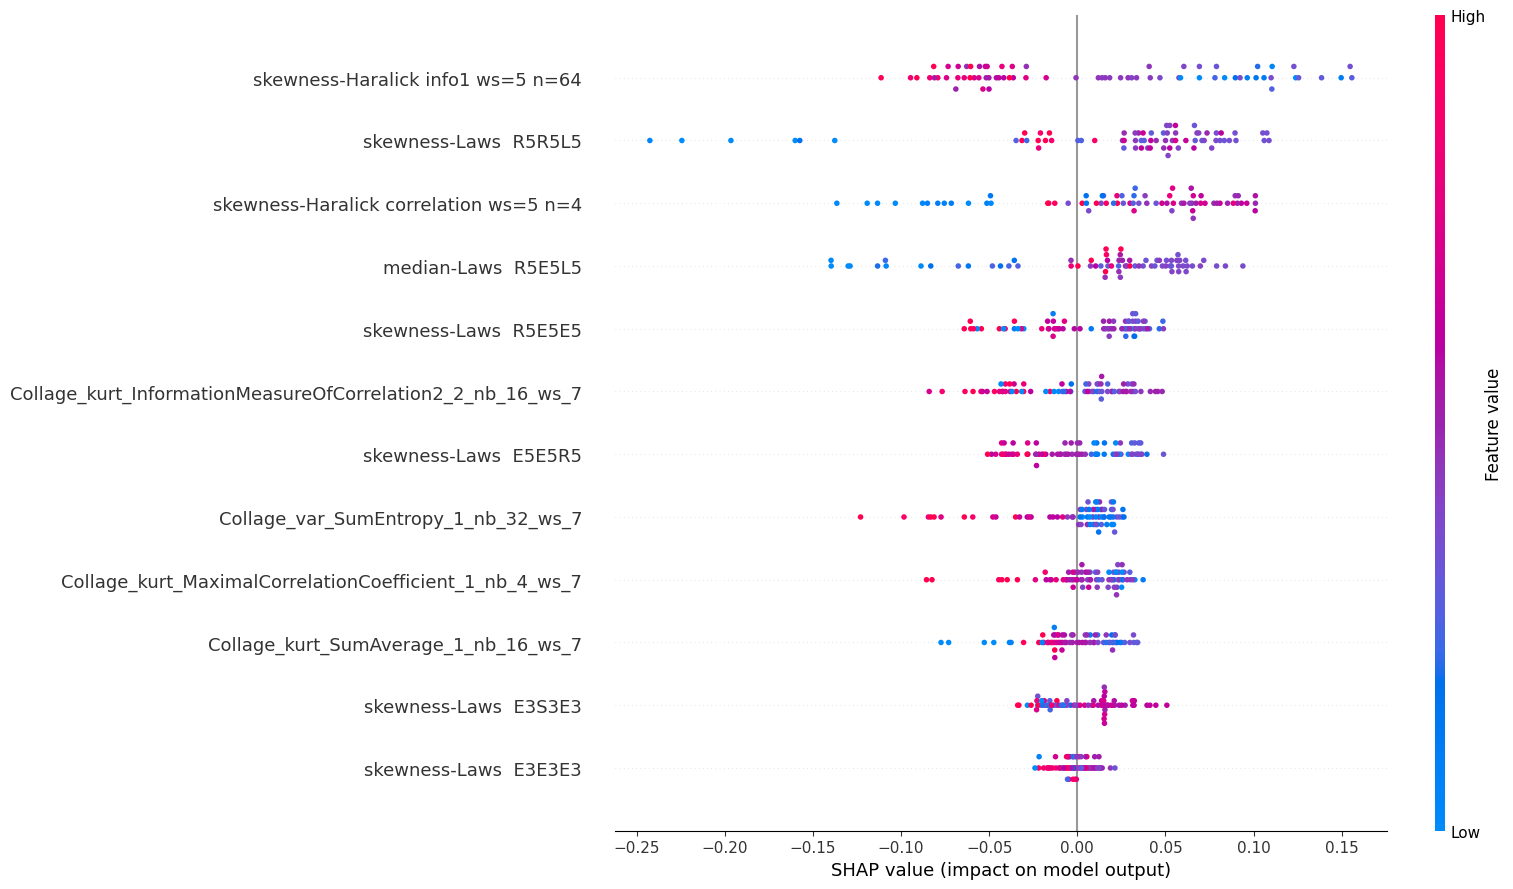 High
skewness-Haralick info1 ws=5 n=64
skewness-Laws  R5R5L5
skewness-Haralick correlation ws=5 n=4
median-Laws  R5E5L5
skewness-Laws  R5E5E5
Collage_kurt_InformationMeasureOfCorrelation2_2_nb_16_ws_7
skewness-Laws  E5E5R5
Collage_var_SumEntropy_1_nb_32_ws_7
Collage_kurt_MaximalCorrelationCoefficient_1_nb_4_ws_7
Collage_kurt_SumAverage_1_nb_16_ws_7
skewness-Laws  E3S3E3
skewness-Laws  E3E3E3
Feature value
Low
−0.25 −0.20 −0.15 −0.10 −0.05 0.00 0.05 0.10 0.15
SHAP value (impact on model output)